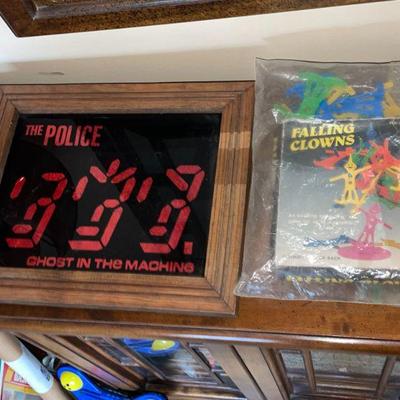 THE POLICE
GHOST IN THE MACHINE
FALLING
CLOWNS